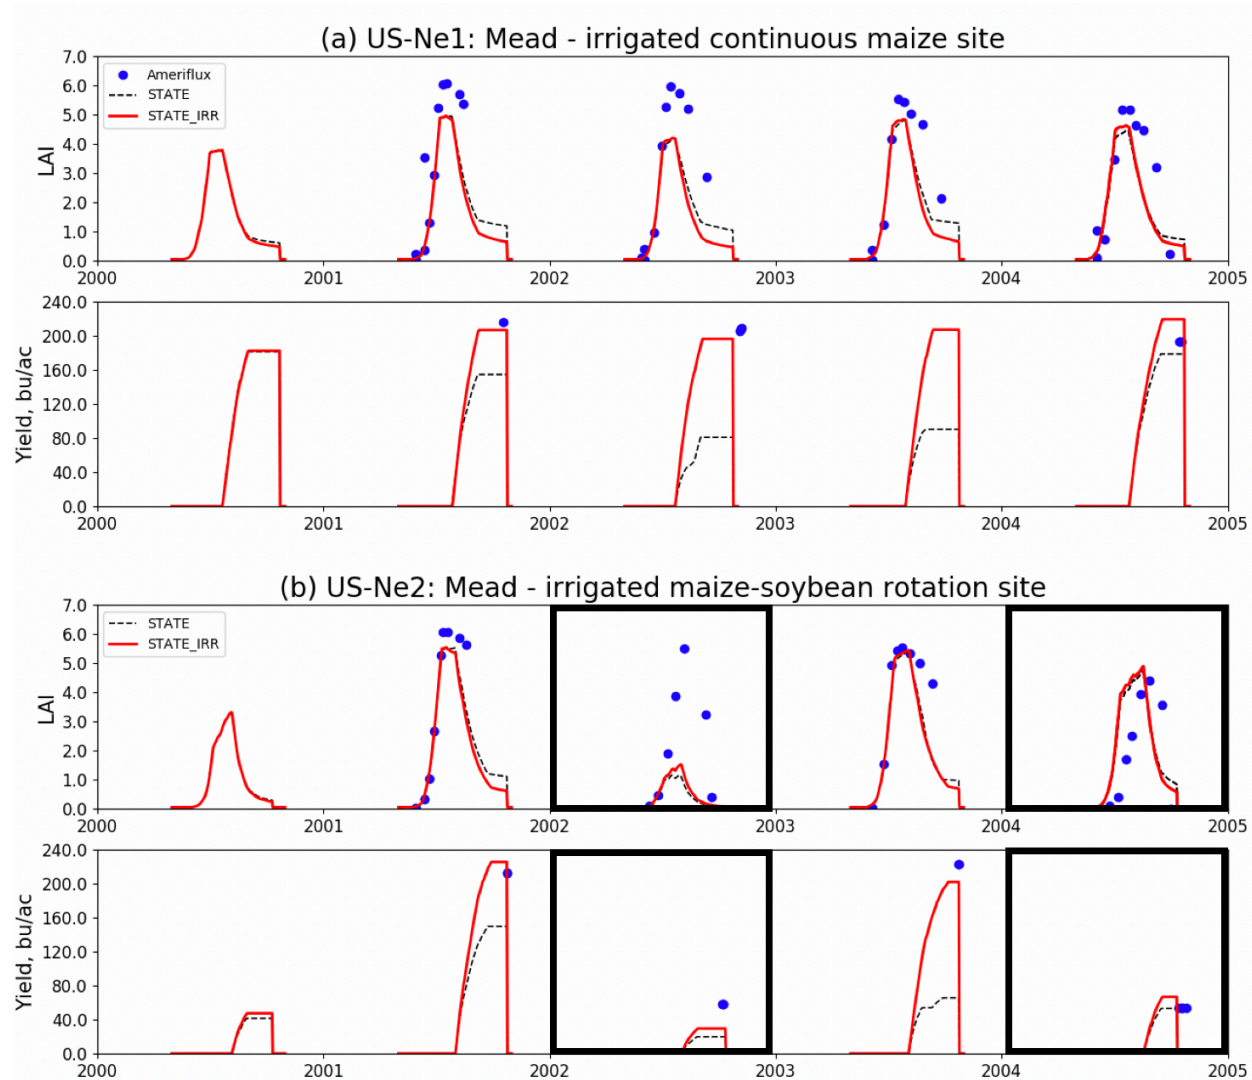 (a) US-Ne1: Mead - irrigated continuous maize site
LAI
7.0
6.0
5.0
4.0
3.0
2.0
1.0
0.0
Ameriflux
STATE
STATE_IRR
2000 2001 2002 2003 2004 2005
Yield, bu/ac
240.0
200.0
160.0
120.0
80.0
40.0
0.0
2000 2001 2002 2003 2004 2005
(b) US-Ne2: Mead - irrigated maize-soybean rotation site
LAI
7.0
6.0
5.0
4.0
3.0
2.0
1.0
0.0
STATE
STATE_IRR
2000 2001 2002 2003 2004 2005
Yield, bu/ac
240.0
200.0
160.0
120.0
80.0
40.0
0.0
2000 2001 2002 2003 2004 2005